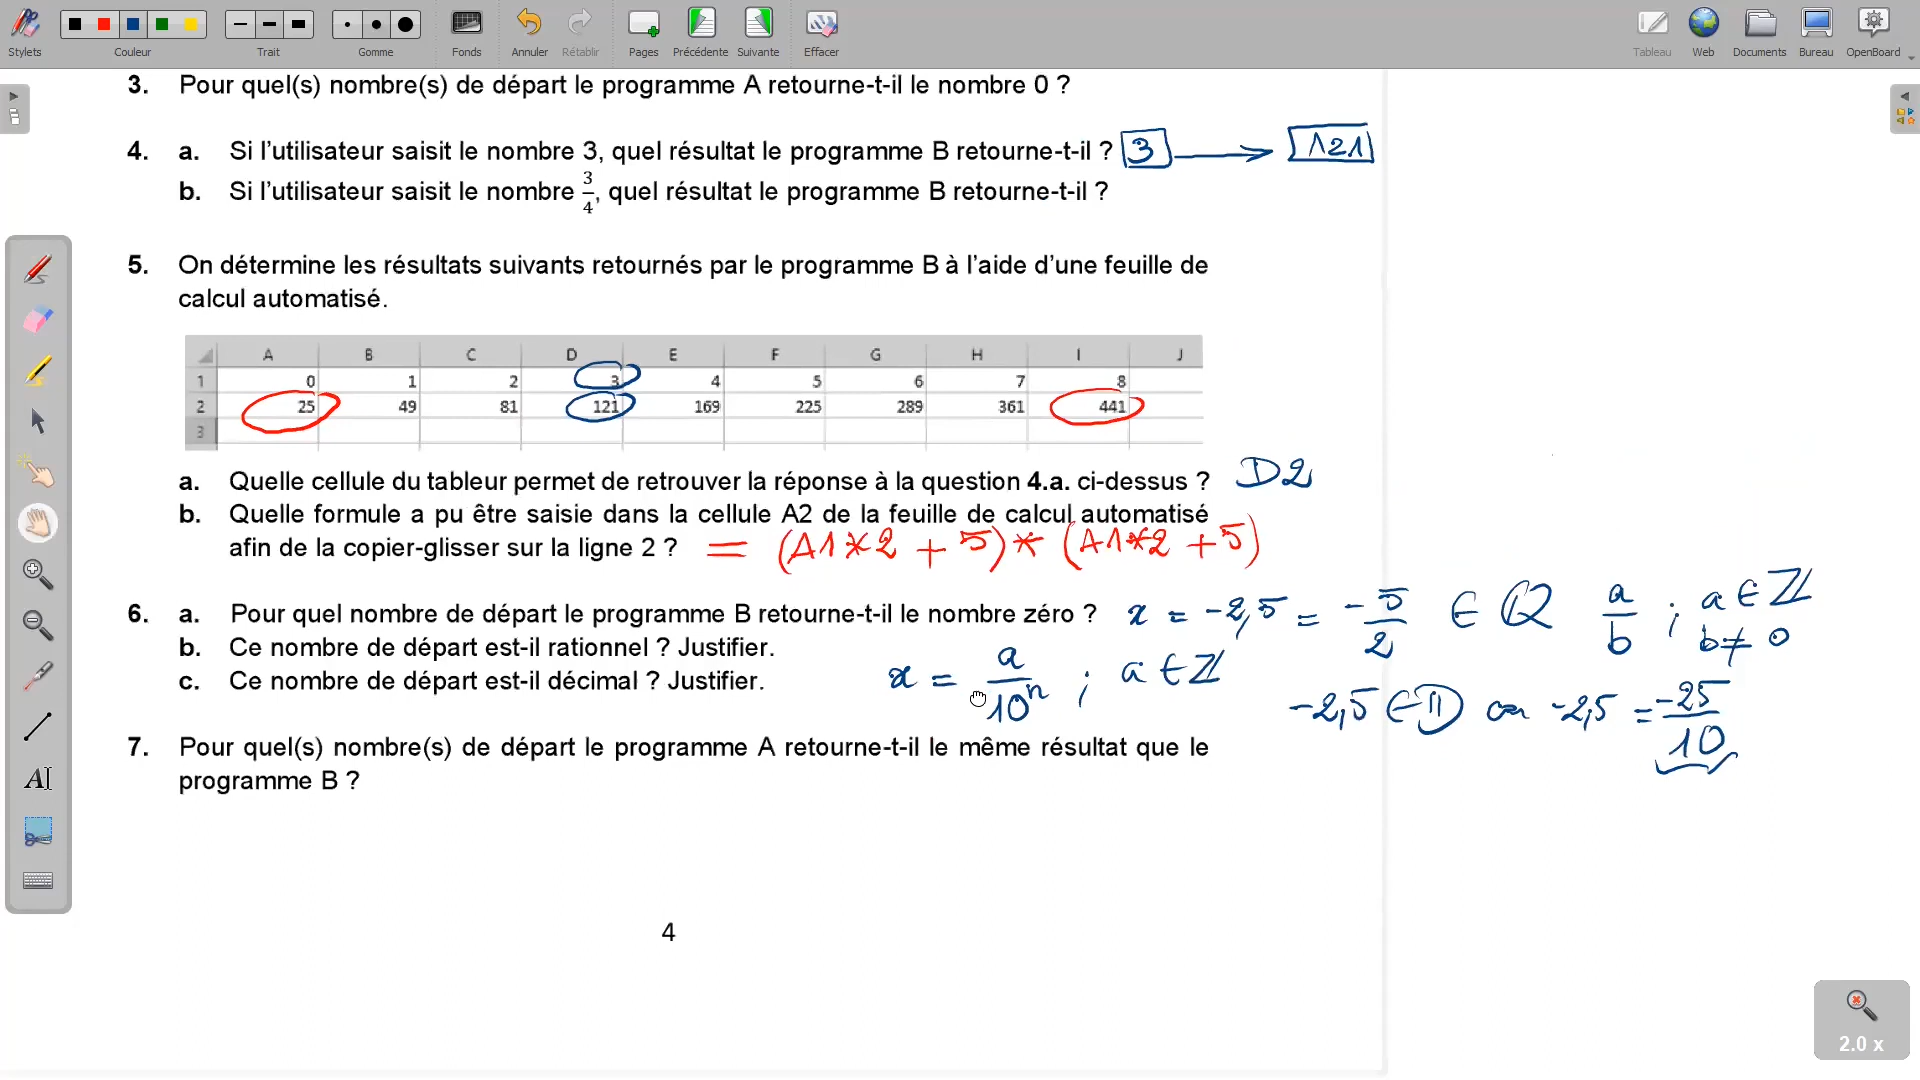 Stylets Couleur Trait Gomme Fonds Annuler Rétablir Pages Précédente Suivante Effacer Tableau Web Documents Bureau OpenBoard
3. Pour quel(s) nombre(s) de départ le programme A retourne-t-il le nombre 0 ?
4. a. Si l’utilisateur saisit le nombre 3, quel résultat le programme B retourne-t-il ? 3 → 121
b. Si l’utilisateur saisit le nombre 3/4, quel résultat le programme B retourne-t-il ?
5. On détermine les résultats suivants retournés par le programme B à l’aide d’une feuille de
calcul automatisé.
A B C D E F G H I J
1 0 1 2 3 4 5 6 7 8
2 25 49 81 121 169 225 289 361 441
3
a. Quelle cellule du tableur permet de retrouver la réponse à la question 4.a. ci-dessus ? D2
b. Quelle formule a pu être saisie dans la cellule A2 de la feuille de calcul automatisé
afin de la copier-glisser sur la ligne 2 ? = (A1*2 + 5)* (A1*2 +5)
6. a. Pour quel nombre de départ le programme B retourne-t-il le nombre zéro ? x = -2,5 = -5/2 ∈ ℚ a/b ; a ∈ ℤ
b ≠ 0
b. Ce nombre de départ est-il rationnel ? Justifier.
c. Ce nombre de départ est-il décimal ? Justifier. x = a/10^n ; a ∈ ℤ
-2,5 ∈ 𝔻 car -2,5 = -25/10
7. Pour quel(s) nombre(s) de départ le programme A retourne-t-il le même résultat que le
programme B ?
4
2.0 x